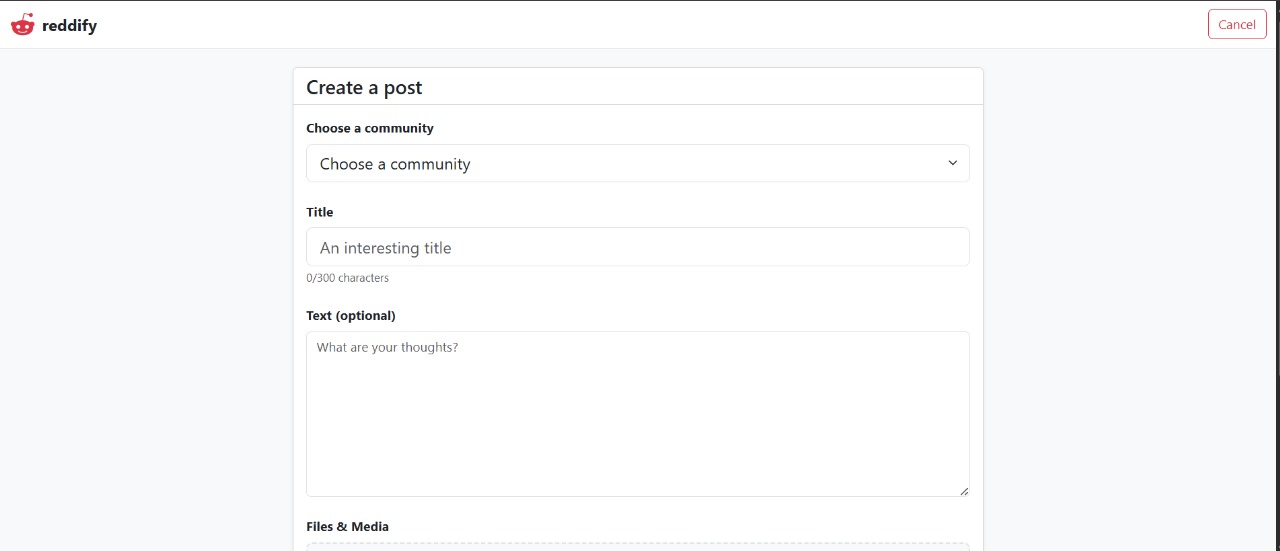 reddify
Cancel
Create a post
Choose a community
Choose a community
Title
An interesting title
0/300 characters
Text (optional)
What are your thoughts?
Files & Media